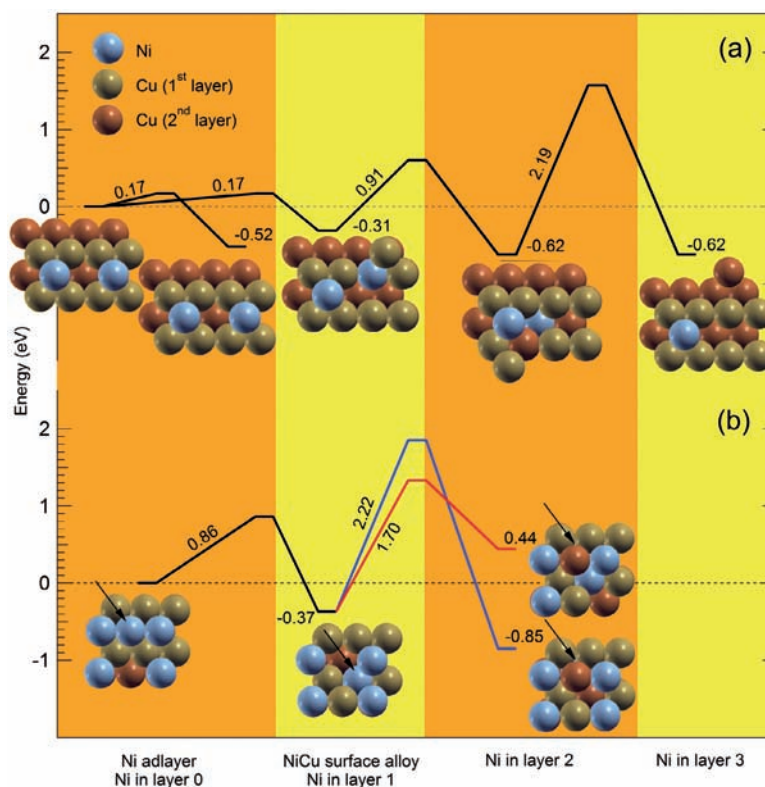 (a)
2
1
0
Ni
Cu (1st layer)
Cu (2nd layer)
0.17
0.17
-0.52
-0.31
0.91
-0.62
2.19
-0.62
Energy (eV)
(b)
2
1
0
-1
0.86
-0.37
2.22
1.70
0.44
-0.85
Ni adlayer
Ni in layer 0
NiCu surface alloy
Ni in layer 1
Ni in layer 2
Ni in layer 3